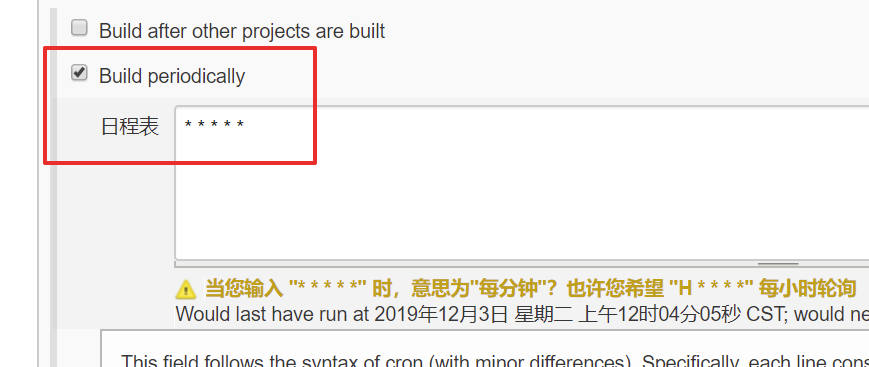 Build after other projects are built
Build periodically
日程表
* * * * *
当您输入 "* * * * *" 时，意思为"每分钟"？也许您希望 "H * * * *" 每小时轮询
Would last have run at 2019年12月3日 星期二 上午12时04分05秒 CST; would ne
This field follows the syntax of cron (with minor differences). Specifically, each line cons